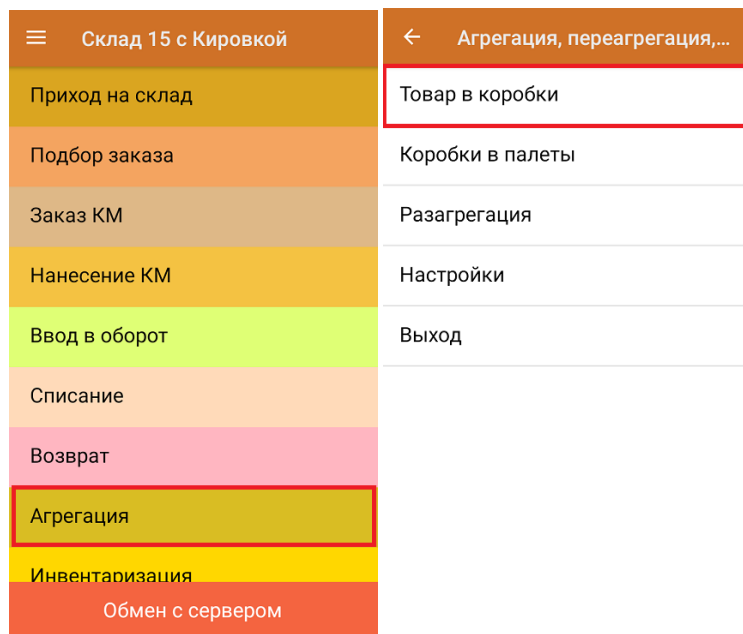 Склад 15 с Кировкой
Приход на склад
Подбор заказа
Заказ КМ
Нанесение КМ
Ввод в оборот
Списание
Возврат
Агрегация
Инвентаризация
Обмен с сервером
Агрегация, переагрегация,...
Товар в коробки
Коробки в палеты
Разагрегация
Настройки
Выход